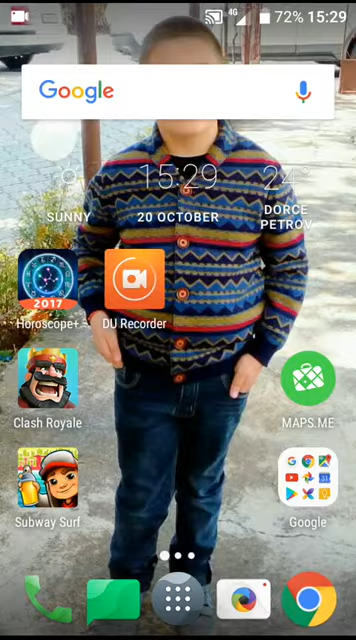 4G 72% 15:29
Google
15:29 24°
SUNNY 20 OCTOBER DORCE
PETROV
2017
Horoscope+ DU Recorder
Clash Royale MAPS.ME
Subway Surf Google